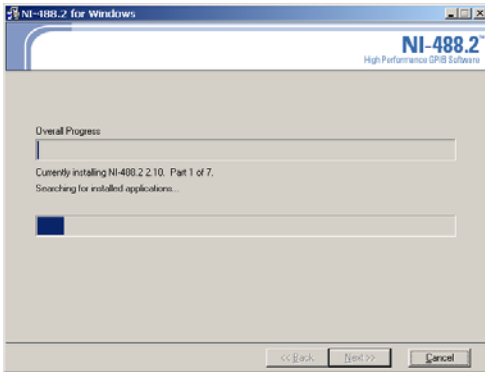 NI-488.2 for Windows
NI-488.2™
High Performance GPIB Software
Overall Progress
Currently installing NI-488.2 2.10. Part 1 of 7.
Searching for installed applications...
<< Back
Next >>
Cancel